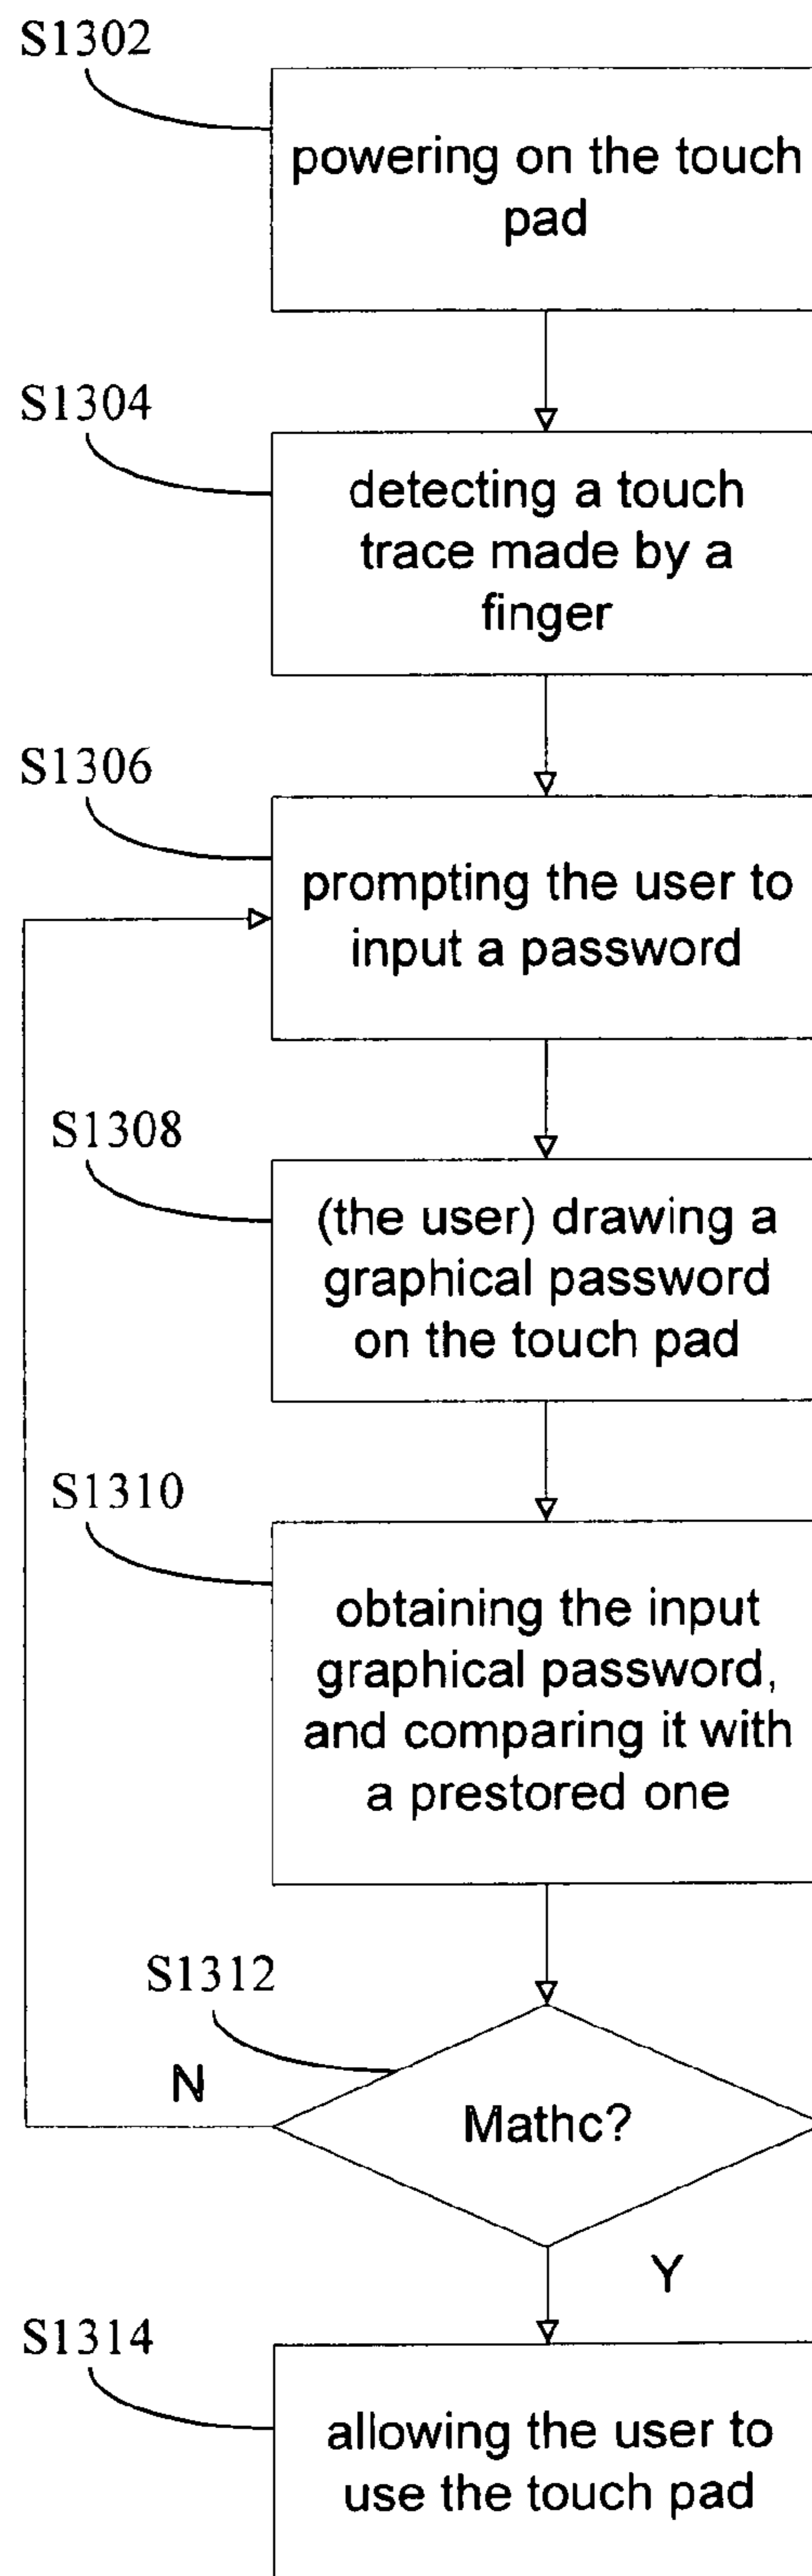 S1302
powering on the touch
pad
S1304
detecting a touch
trace made by a
finger
S1306
prompting the user to
input a password
S1308
(the user) drawing a
graphical password
on the touch pad
S1310
obtaining the input
graphical password,
and comparing it with
a prestored one
S1312
N
Mathc?
Y
S1314
allowing the user to
use the touch pad